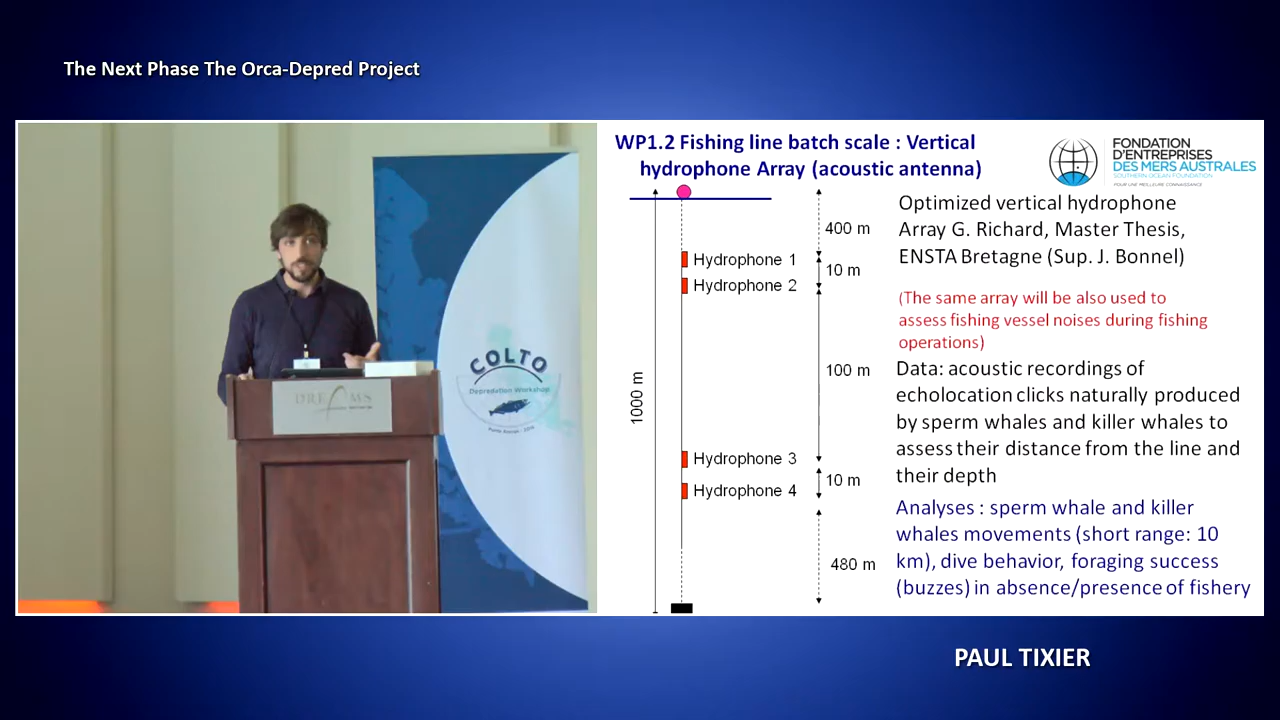 The Next Phase The Orca-Depred Project
WP1.2 Fishing line batch scale : Vertical
hydrophone Array (acoustic antenna)
FONDATION
D'ENTREPRISES
DES MERS AUSTRALES
SOUTHERN OCEAN FOUNDATION
POUR UNE MEILLEURE CONNAISSANCE
Optimized vertical hydrophone
Array G. Richard, Master Thesis,
ENSTA Bretagne (Sup. J. Bonnel)
(The same array will be also used to
assess fishing vessel noises during fishing
operations)
Data: acoustic recordings of
echolocation clicks naturally produced
by sperm whales and killer whales to
assess their distance from the line and
their depth
Analyses : sperm whale and killer
whales movements (short range: 10
km), dive behavior, foraging success
(buzzes) in absence/presence of fishery
1000 m
Hydrophone 1
Hydrophone 2
Hydrophone 3
Hydrophone 4
400 m
10 m
100 m
10 m
480 m
COLTO
Depredation Workshop
DREAMS
PAUL TIXIER